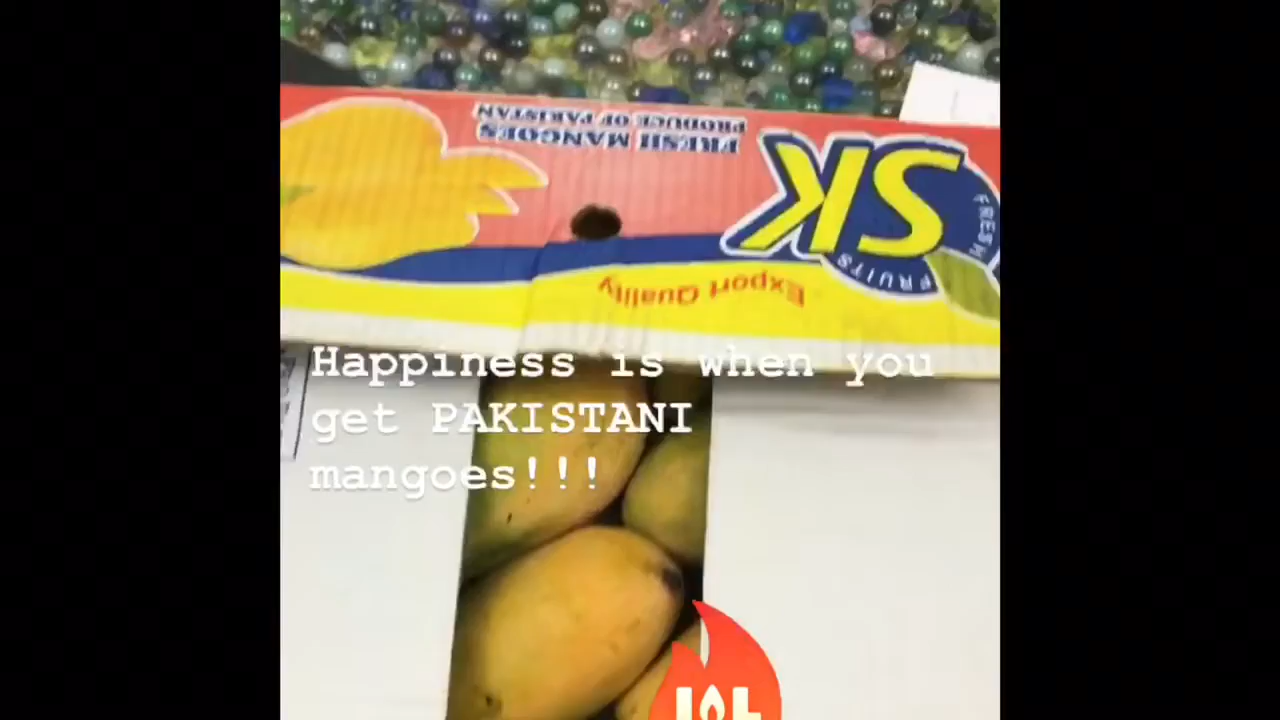 FRESH MANGOES
PRODUCE OF PAKISTAN
SK
FRESH
FRUITS
Export Quality
Happiness is when you
get PAKISTANI
mangoes!!!